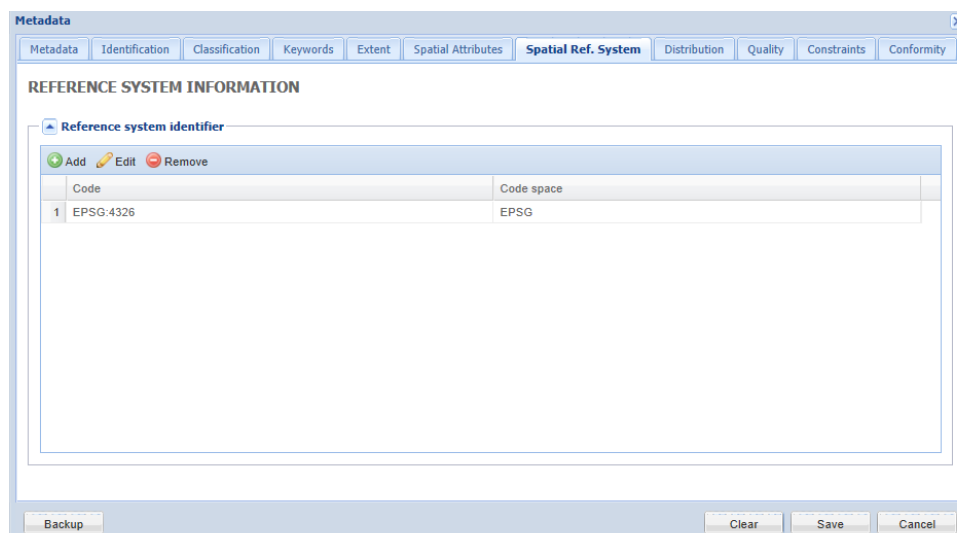 Metadata
Metadata Identification Classification Keywords Extent Spatial Attributes Spatial Ref. System Distribution Quality Constraints Conformity
REFERENCE SYSTEM INFORMATION
Reference system identifier
Add Edit Remove
Code Code space
1 EPSG:4326 EPSG
Backup Clear Save Cancel